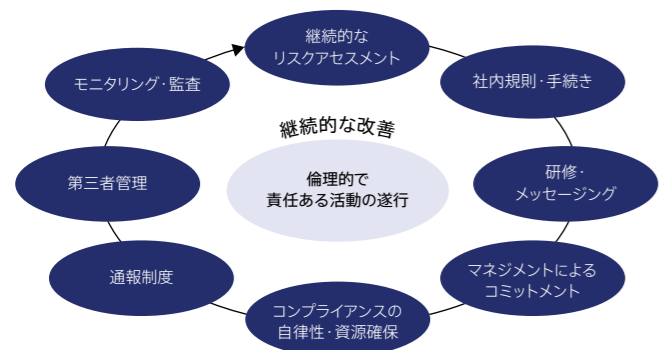 継続的な
リスクアセスメント
社内規則・手続き
研修・
メッセージング
マネジメントによる
コミットメント
コンプライアンスの
自律性・資源確保
通報制度
第三者管理
モニタリング・監査
継続的な改善
倫理的で
責任ある活動の遂行